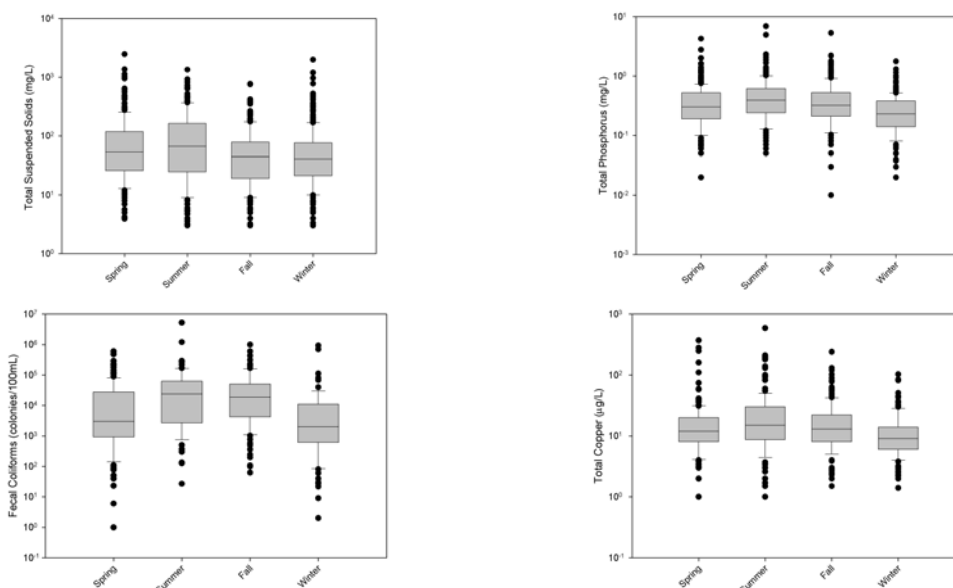 Total Suspended Solids (mg/L)
10⁴
10³
10²
10¹
10⁰
Spring
Summer
Fall
Winter
Total Phosphorus (mg/L)
10¹
10⁰
10⁻¹
10⁻²
10⁻³
Spring
Summer
Fall
Winter
Fecal Coliforms (colonies/100mL)
10⁷
10⁶
10⁵
10⁴
10³
10²
10¹
10⁰
10⁻¹
Spring
Summer
Fall
Winter
Total Copper (μg/L)
10³
10²
10¹
10⁰
10⁻¹
Spring
Summer
Fall
Winter